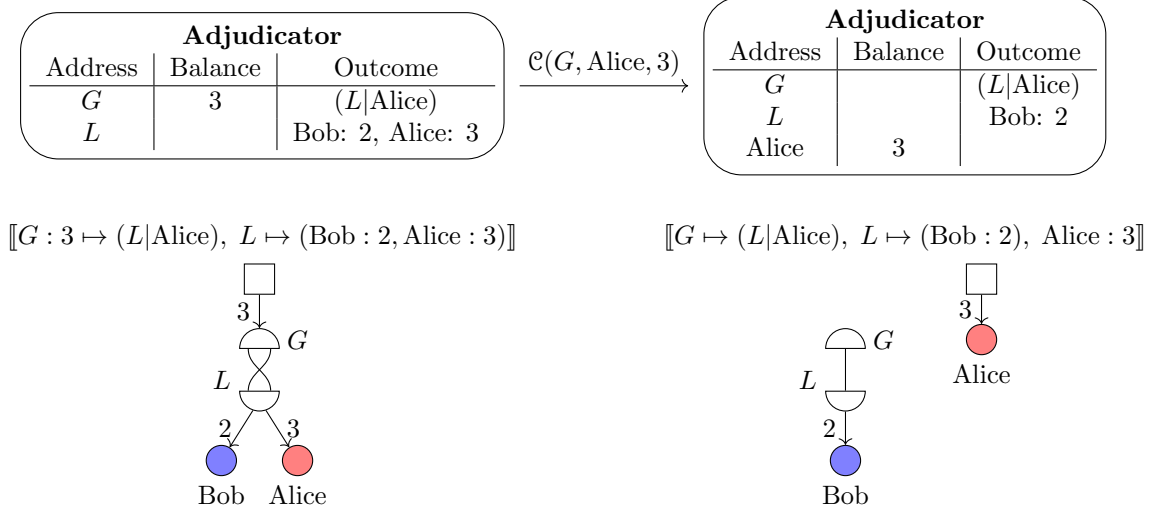 Adjudicator
Address Balance Outcome
G 3 (L|Alice)
L Bob: 2, Alice: 3
𝒞(G, Alice, 3)
Adjudicator
Address Balance Outcome
G (L|Alice)
L Bob: 2
Alice 3
⟦G : 3 ↦ (L|Alice), L ↦ (Bob : 2, Alice : 3)⟧
3
G
L
2 3
Bob Alice
⟦G ↦ (L|Alice), L ↦ (Bob : 2), Alice : 3⟧
3
G
Alice
L
2
Bob